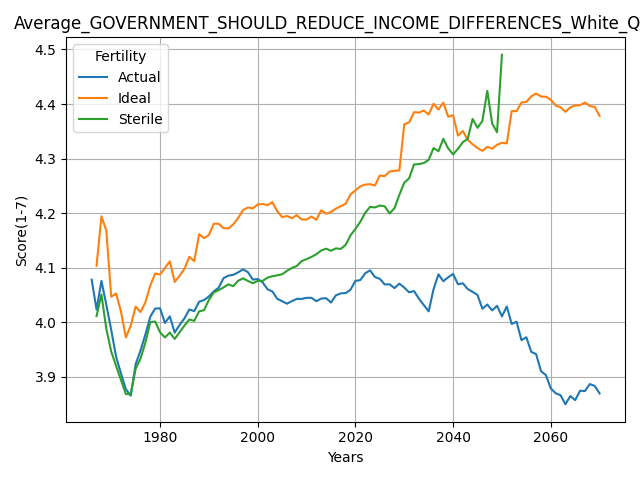 Average_GOVERNMENT_SHOULD_REDUCE_INCOME_DIFFERENCES_White_Q
Fertility
Actual
Ideal
Sterile
Score(1-7)
4.5
4.4
4.3
4.2
4.1
4.0
3.9
1980 2000 2020 2040 2060
Years